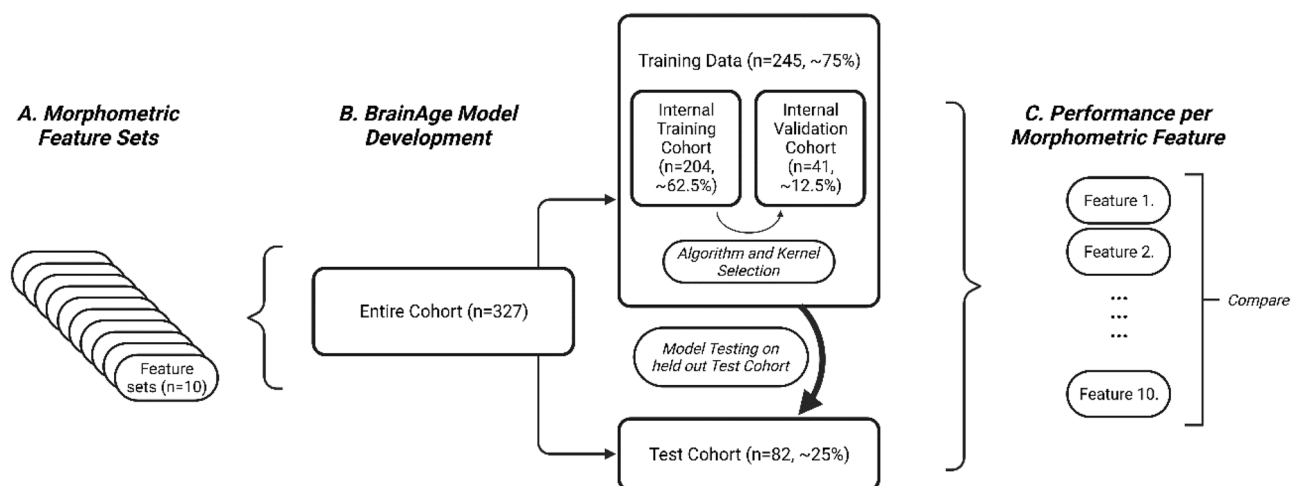 A. Morphometric
Feature Sets
Feature
sets (n=10)
B. BrainAge Model
Development
Entire Cohort (n=327)
Training Data (n=245, ~75%)
Internal
Training
Cohort
(n=204,
~62.5%)
Internal
Validation
Cohort
(n=41,
~12.5%)
Algorithm and Kernel
Selection
Model Testing on
held out Test Cohort
Test Cohort (n=82, ~25%)
C. Performance per
Morphometric Feature
Feature 1.
Feature 2.
...
...
...
Feature 10.
Compare